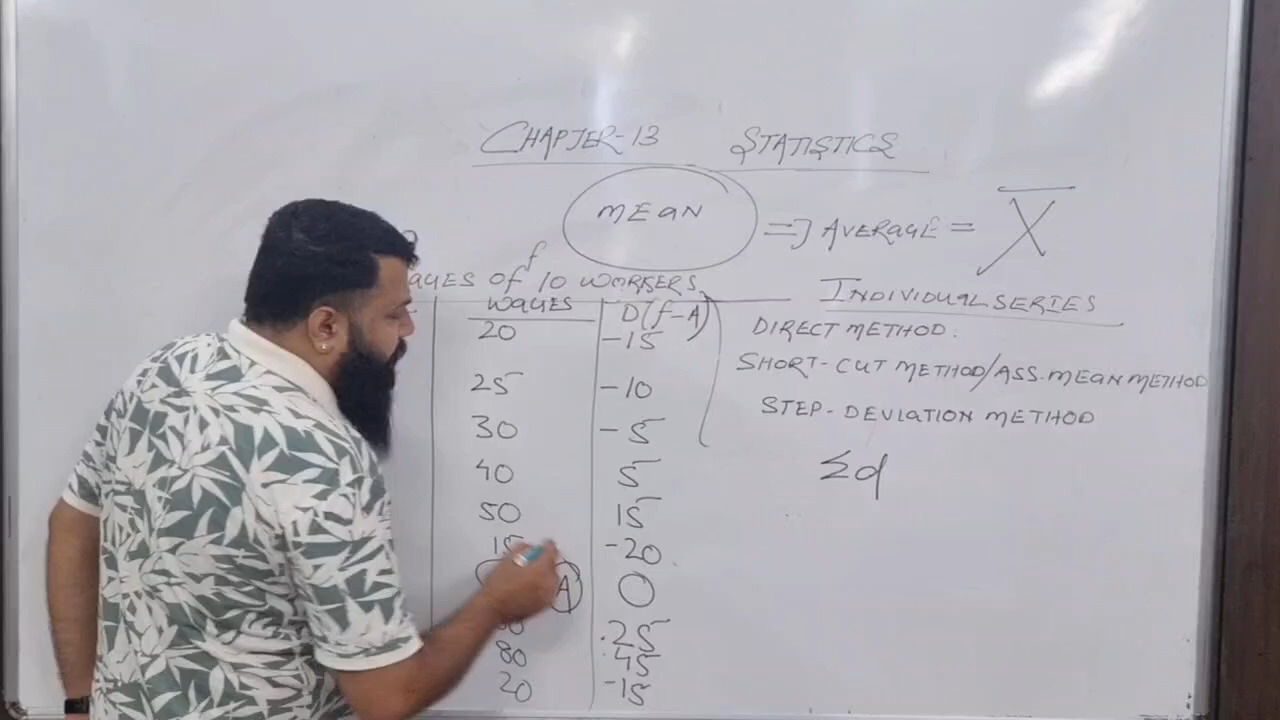 CHAPTER-13 STATISTICS
MEAN => AVERAGE = X̄
f
WAGES OF 10 WORKERS
INDIVIDUAL SERIES
WAGES D(f-A)
DIRECT METHOD:
SHORT-CUT METHOD/ASS. MEAN METHOD
STEP-DEVIATION METHOD
Σd
20 -15
25 -10
30 -5
40 5
50 15
15 -20
A 0
25
80 45
20 -15